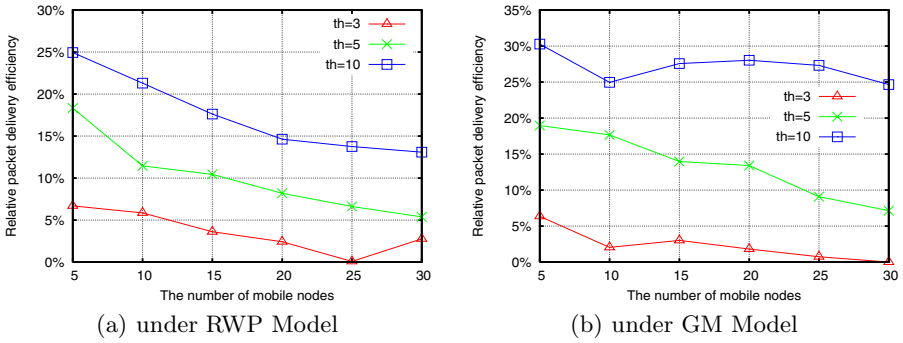 Relative packet delivery efficiency
30%
25%
20%
15%
10%
5%
0%
5
10
15
20
25
30
The number of mobile nodes
th=3
th=5
th=10
(a) under RWP Model
Relative packet delivery efficiency
35%
30%
25%
20%
15%
10%
5%
0%
5
10
15
20
25
30
The number of mobile nodes
th=3
th=5
th=10
(b) under GM Model